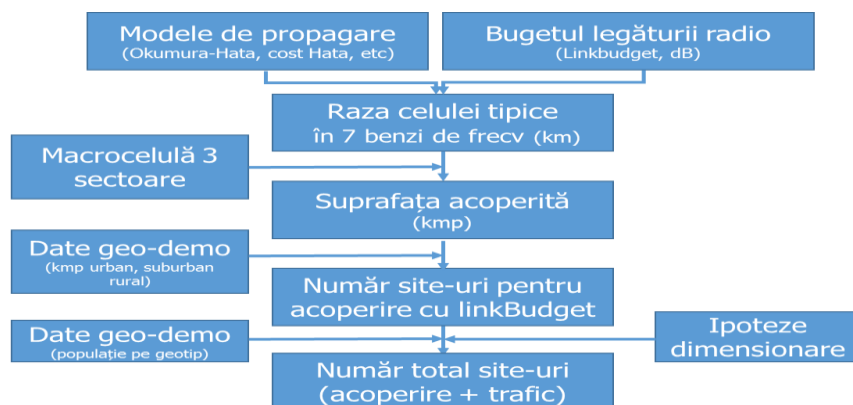 Modele de propagare
(Okumura-Hata, cost Hata, etc)
Bugetul legăturii radio
(Linkbudget, dB)
Raza celulei tipice
în 7 benzi de frecv (km)
Macrocelulă 3
sectoare
Suprafața acoperită
(kmp)
Date geo-demo
(kmp urban, suburban
rural)
Număr site-uri pentru
acoperire cu linkBudget
Date geo-demo
(populație pe geotip)
Ipoteze
dimensionare
Număr total site-uri
(acoperire + trafic)